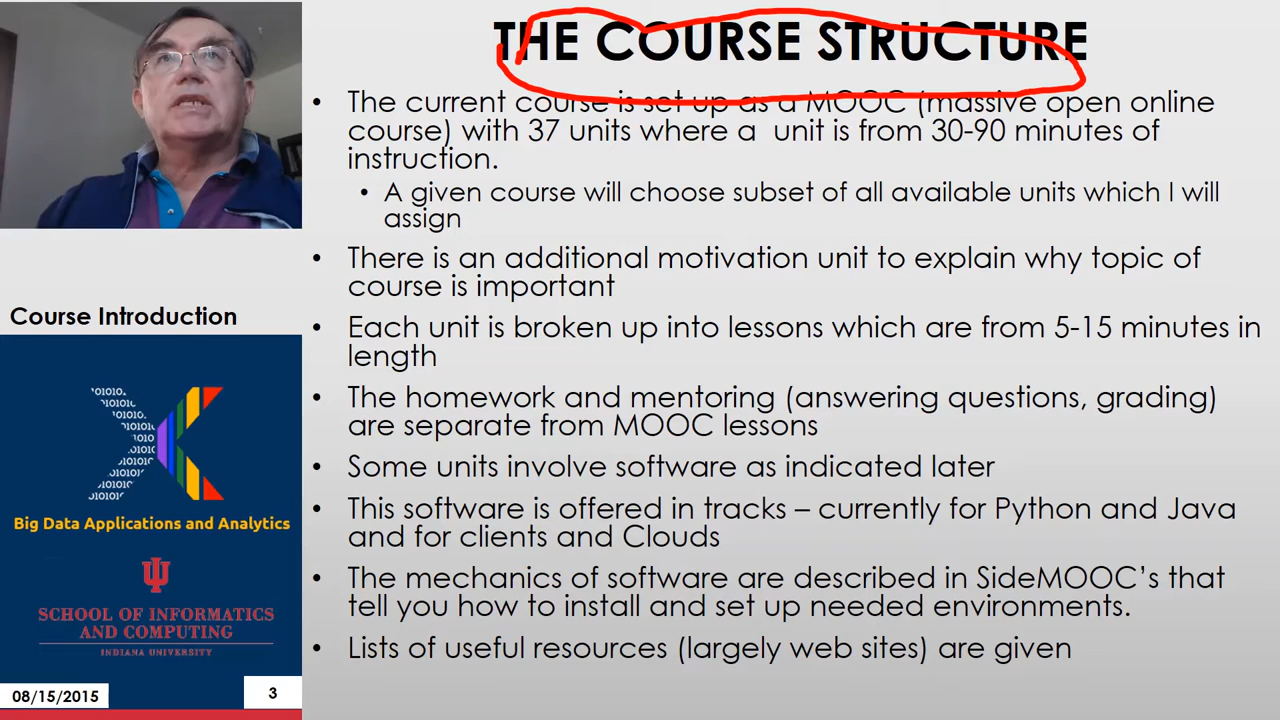 THE COURSE STRUCTURE
• The current course is set up as a MOOC (massive open online
course) with 37 units where a unit is from 30-90 minutes of
instruction.
• A given course will choose subset of all available units which I will
assign
• There is an additional motivation unit to explain why topic of
course is important
• Each unit is broken up into lessons which are from 5-15 minutes in
length
• The homework and mentoring (answering questions, grading)
are separate from MOOC lessons
• Some units involve software as indicated later
• This software is offered in tracks – currently for Python and Java
and for clients and Clouds
• The mechanics of software are described in SideMOOC’s that
tell you how to install and set up needed environments.
• Lists of useful resources (largely web sites) are given
Course Introduction
Big Data Applications and Analytics
SCHOOL OF INFORMATICS
AND COMPUTING
INDIANA UNIVERSITY
08/15/2015
3